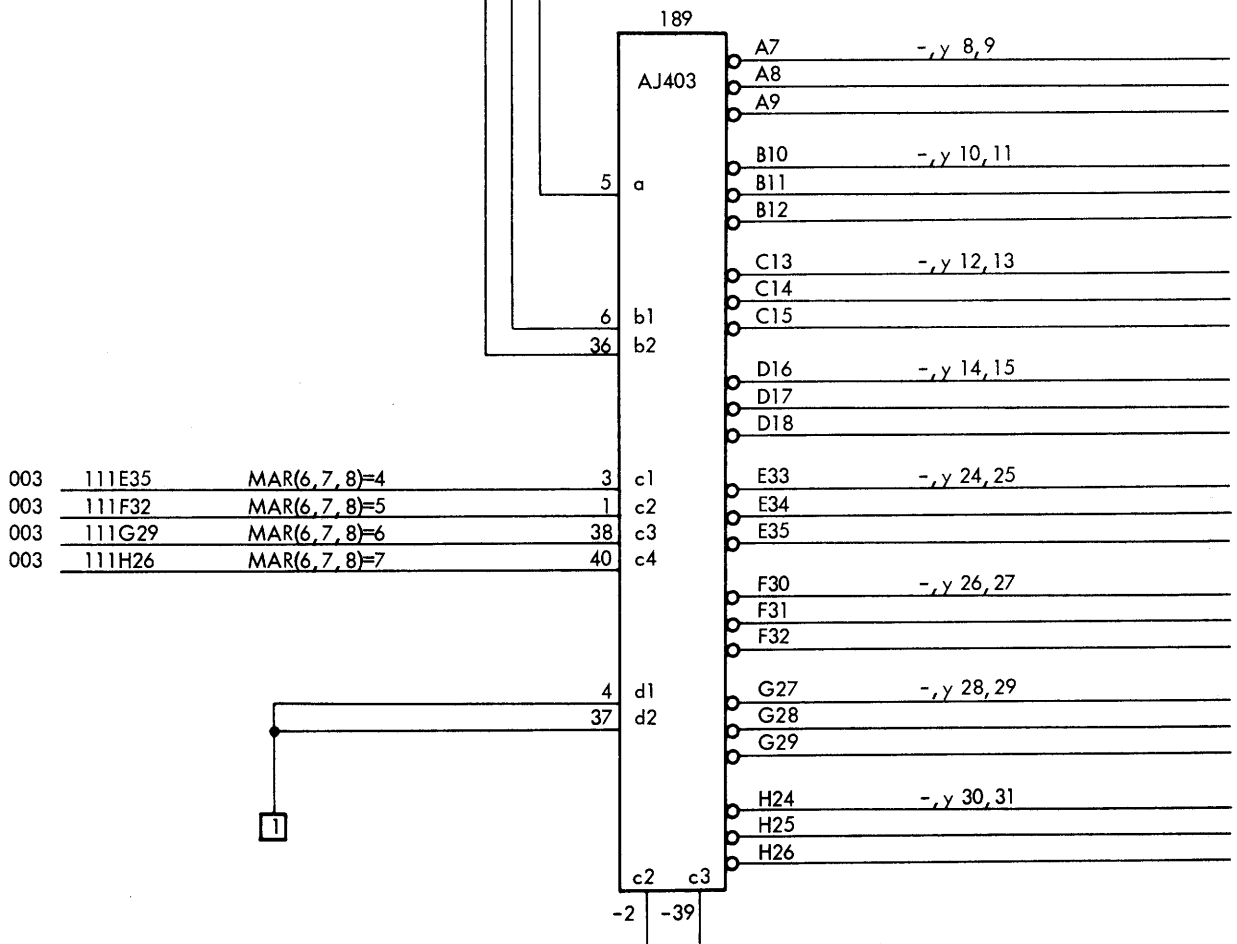 189
AJ403
A7 -,y 8,9
A8
A9
B10 -,y 10,11
5 a B11
B12
C13 -,y 12,13
C14
6 b1 C15
36 b2
D16 -,y 14,15
D17
D18
003 111E35 MAR(6,7,8)=4 3 c1 E33 -,y 24,25
003 111F32 MAR(6,7,8)=5 1 c2 E34
003 111G29 MAR(6,7,8)=6 38 c3 E35
003 111H26 MAR(6,7,8)=7 40 c4
F30 -,y 26,27
F31
F32
4 d1 G27 -,y 28,29
37 d2 G28
G29
H24 -,y 30,31
1 H25
H26
c2 c3
-2 -39